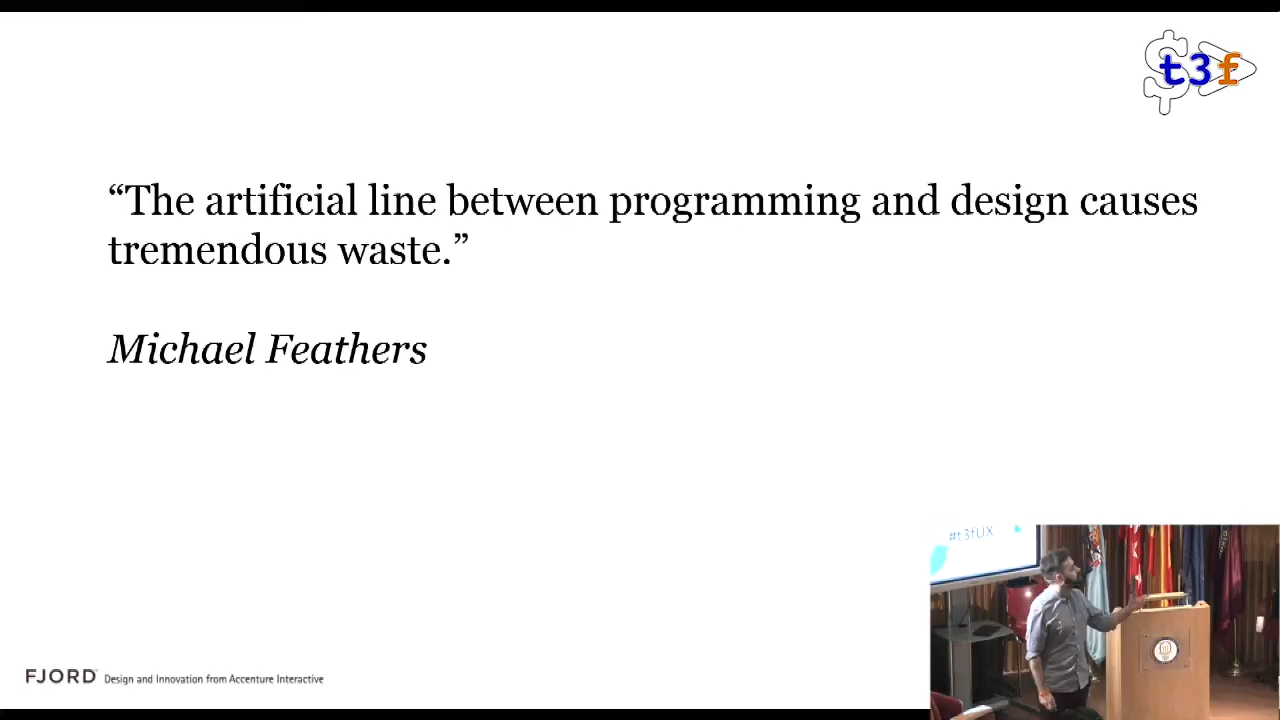 t3f
“The artificial line between programming and design causes
tremendous waste.”
Michael Feathers
#t3fUX
FJORD Design and Innovation from Accenture Interactive